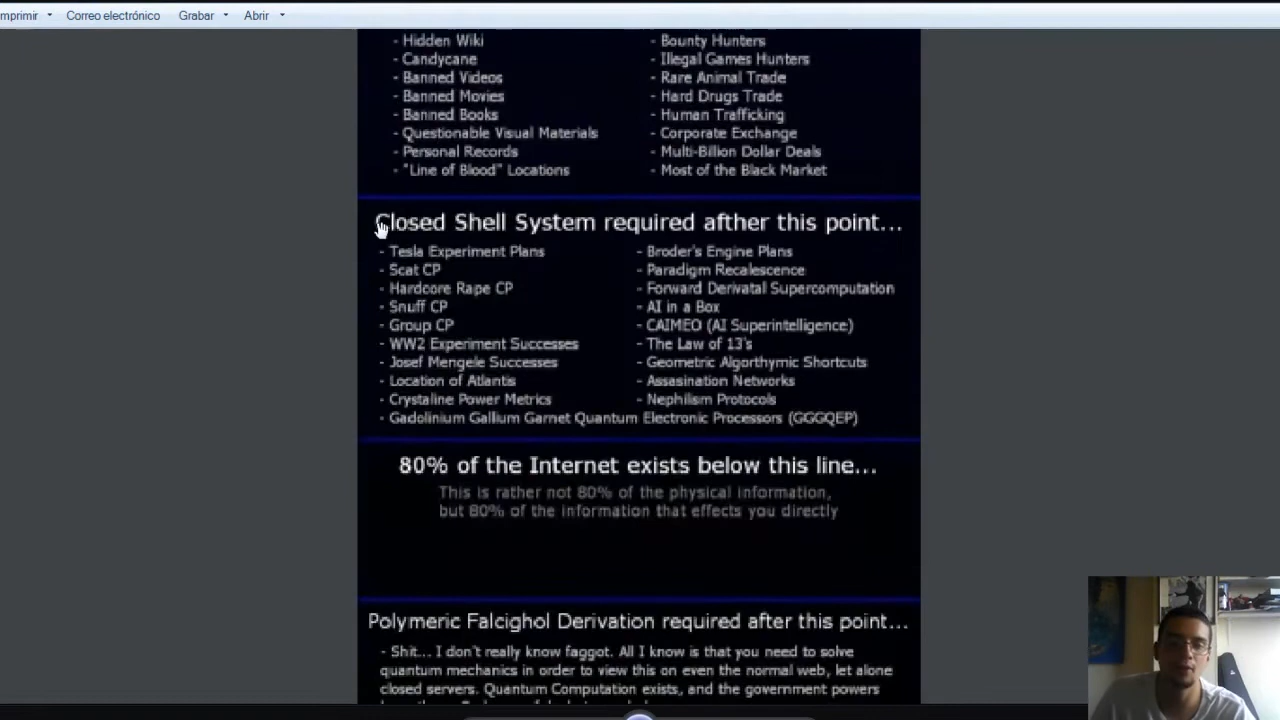 mprimir Correo electrónico Grabar Abrir
- Hidden Wiki
- Candycane
- Banned Videos
- Banned Movies
- Banned Books
- Questionable Visual Materials
- Personal Records
- "Line of Blood" Locations
- Bounty Hunters
- Illegal Games Hunters
- Rare Animal Trade
- Hard Drugs Trade
- Human Trafficking
- Corporate Exchange
- Multi-Billion Dollar Deals
- Most of the Black Market
Closed Shell System required afther this point...
- Tesla Experiment Plans
- Scat CP
- Hardcore Rape CP
- Snuff CP
- Group CP
- WW2 Experiment Successes
- Josef Mengele Successes
- Location of Atlantis
- Crystaline Power Metrics
- Broder's Engine Plans
- Paradigm Recalescence
- Forward Derivatal Supercomputation
- AI in a Box
- CAIMEO (AI Superintelligence)
- The Law of 13's
- Geometric Algorthymic Shortcuts
- Assasination Networks
- Nephilism Protocols
- Gadolinium Gallium Garnet Quantum Electronic Processors (GGGQEP)
80% of the Internet exists below this line...
This is rather not 80% of the physical information,
but 80% of the information that effects you directly
Polymeric Falcighol Derivation required after this point...
- Shit... I don't really know faggot. All I know is that you need to solve
quantum mechanics in order to view this on even the normal web, let alone
closed servers. Quantum Computation exists, and the government powers